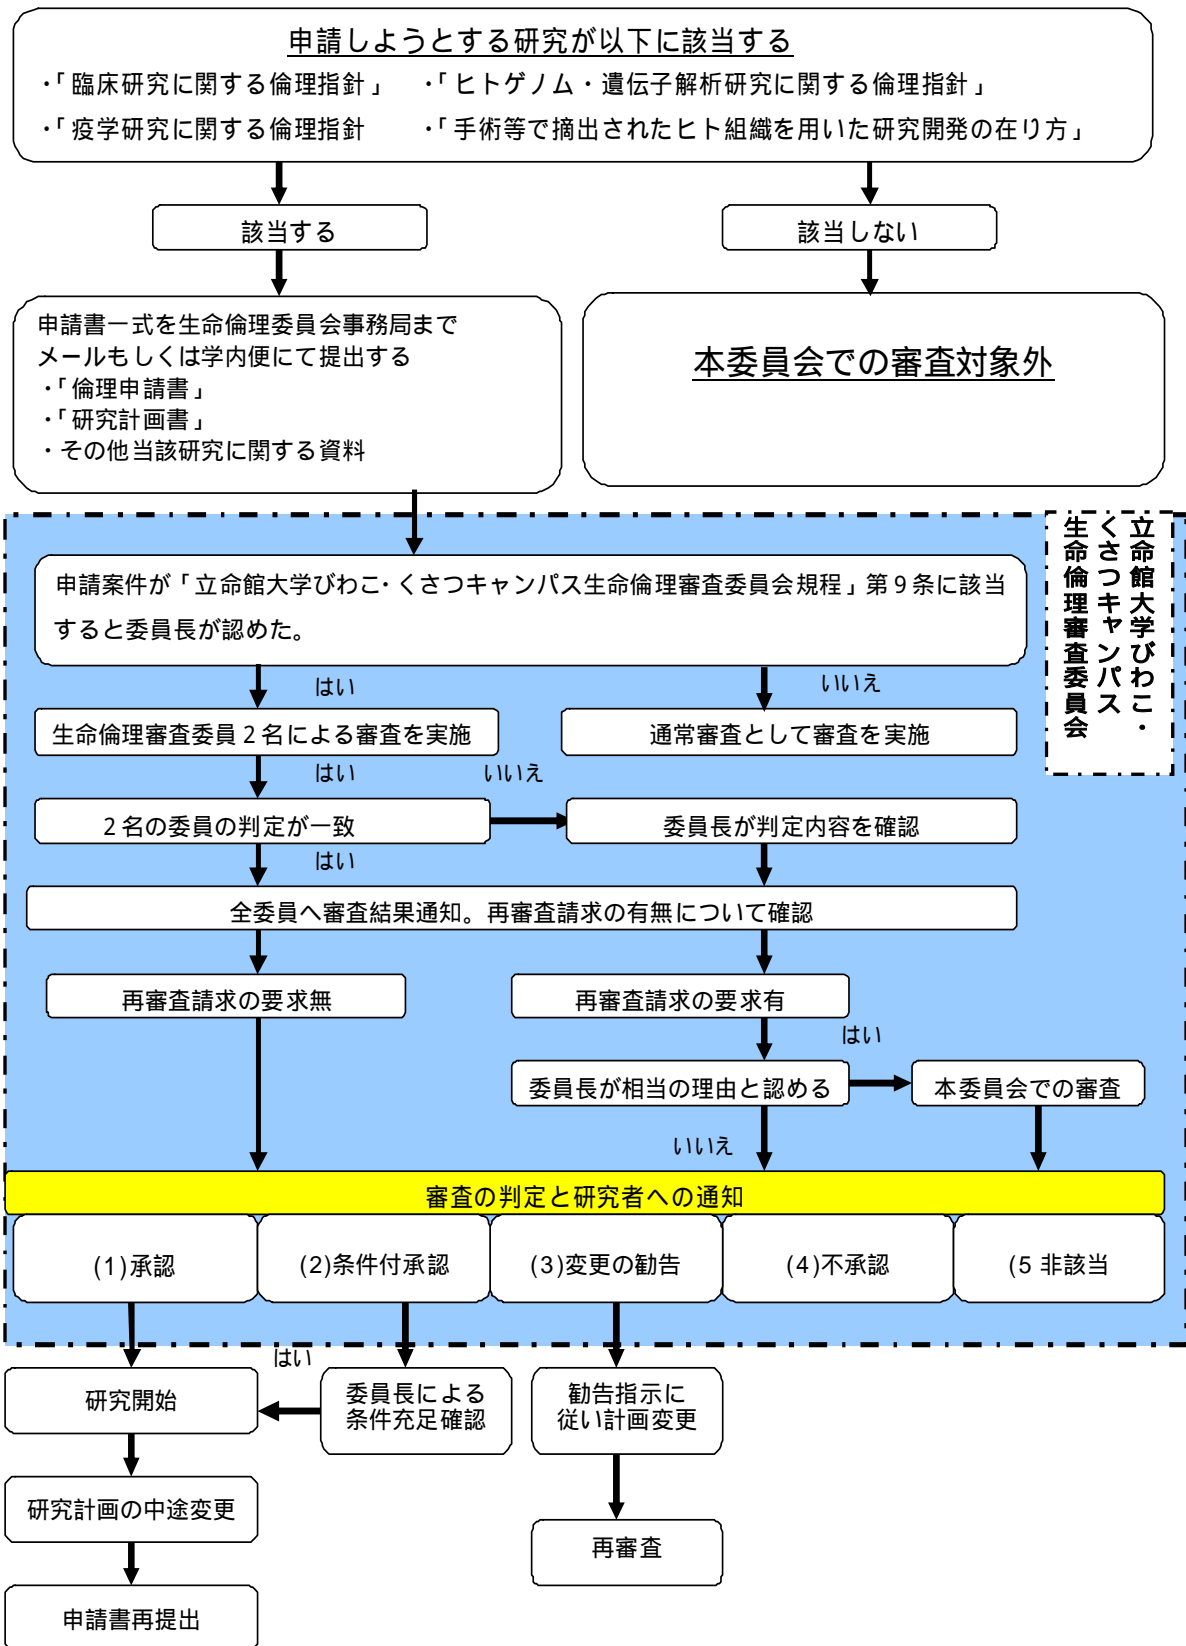 申請しようとする研究が以下に該当する
・「臨床研究に関する倫理指針」 ・「ヒトゲノム・遺伝子解析研究に関する倫理指針」
・「疫学研究に関する倫理指針 ・「手術等で摘出されたヒト組織を用いた研究開発の在り方」
該当する
該当しない
申請書一式を生命倫理委員会事務局まで
メールもしくは学内便にて提出する
・「倫理申請書」
・「研究計画書」
・その他当該研究に関する資料
本委員会での審査対象外
立命館大学びわこ・
くさつキャンパス
生命倫理審査委員会
申請案件が「立命館大学びわこ・くさつキャンパス生命倫理審査委員会規程」第9条に該当
すると委員長が認めた。
はい
いいえ
生命倫理審査委員2名による審査を実施
通常審査として審査を実施
はい
いいえ
2名の委員の判定が一致
委員長が判定内容を確認
はい
全委員へ審査結果通知。再審査請求の有無について確認
再審査請求の要求無
再審査請求の要求有
はい
委員長が相当の理由と認める
本委員会での審査
いいえ
審査の判定と研究者への通知
(1)承認
(2)条件付承認
(3)変更の勧告
(4)不承認
(5 非該当
はい
研究開始
委員長による
条件充足確認
勧告指示に
従い計画変更
研究計画の中途変更
再審査
申請書再提出